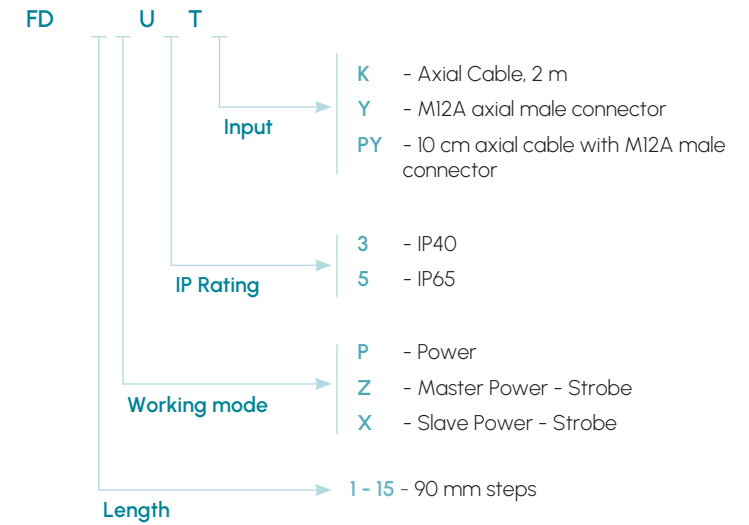 FD U T
K - Axial Cable, 2 m
Y - M12A axial male connector
Input
PY - 10 cm axial cable with M12A male
connector
3 - IP40
IP Rating
5 - IP65
P - Power
Z - Master Power - Strobe
Working mode
X - Slave Power - Strobe
1 - 15 - 90 mm steps
Length